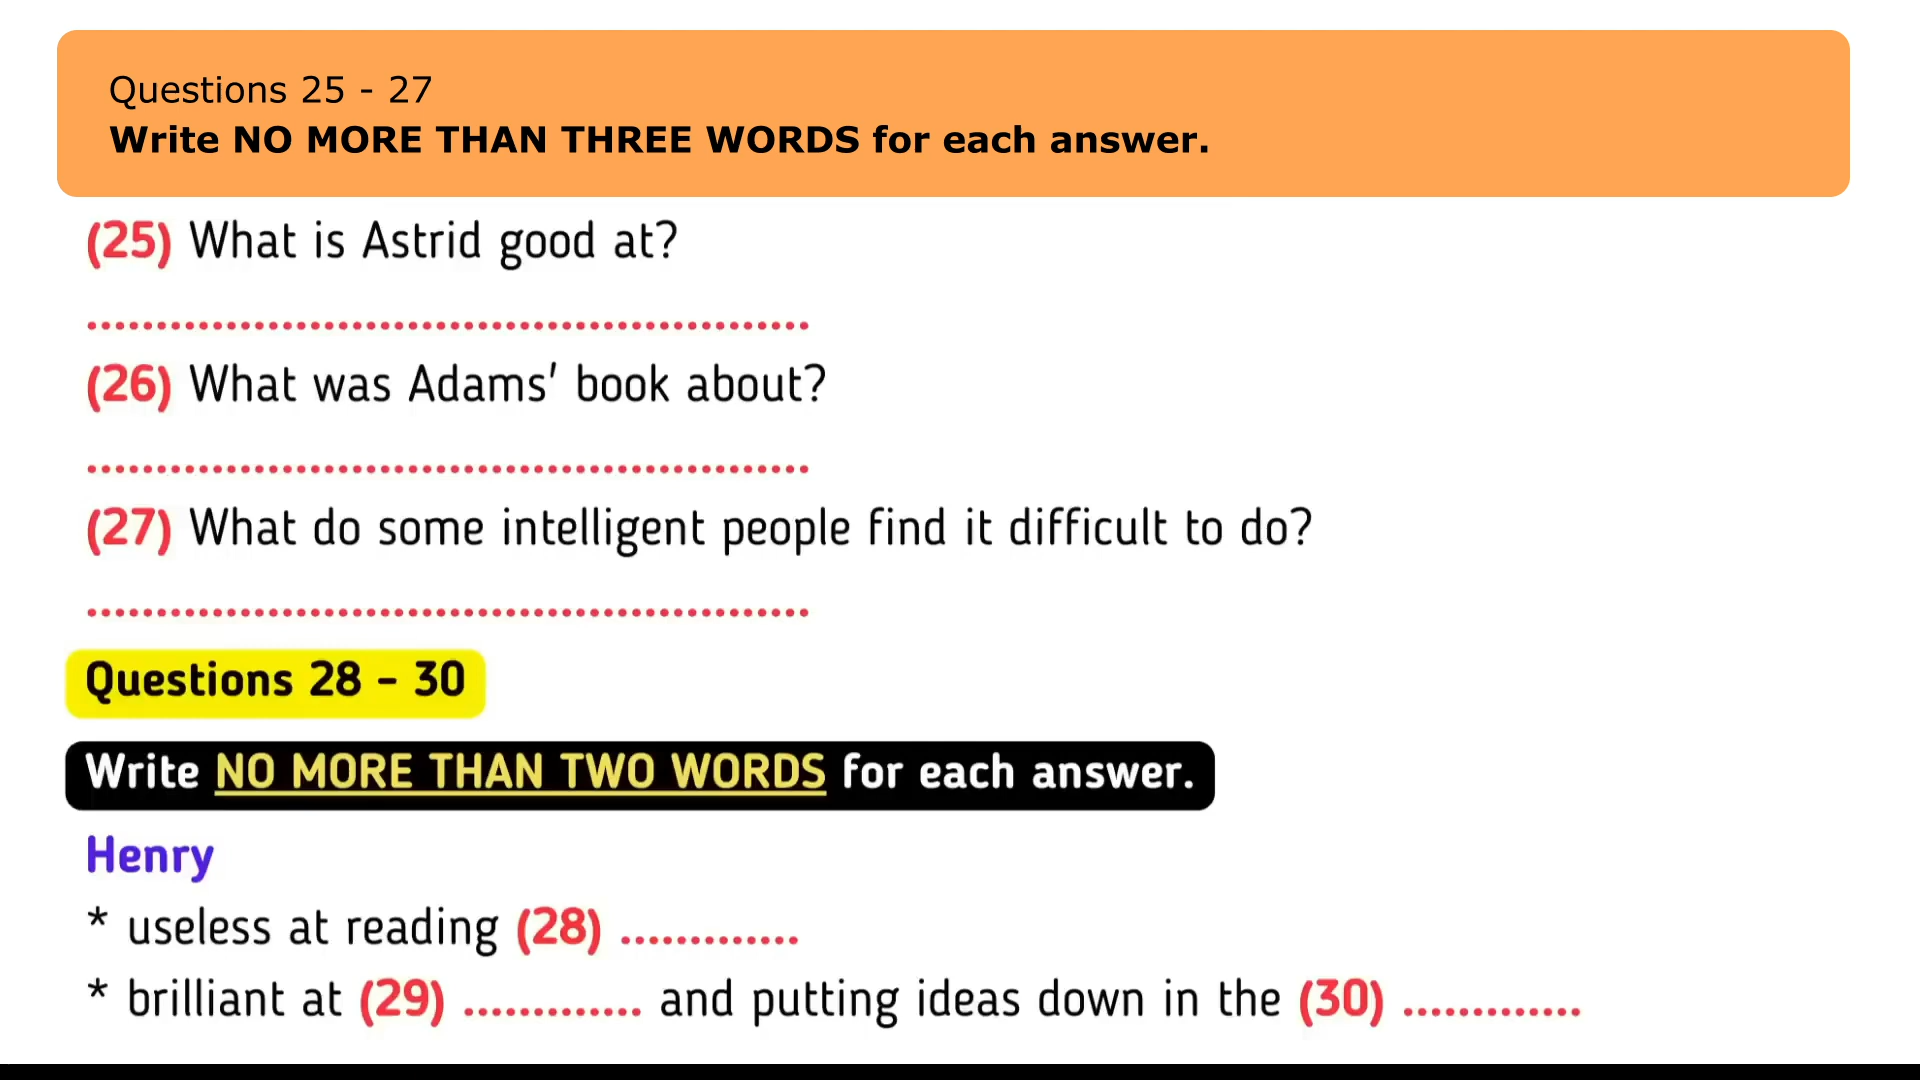 Questions 25 - 27
Write NO MORE THAN THREE WORDS for each answer.
(25) What is Astrid good at?
....................................................
(26) What was Adams' book about?
....................................................
(27) What do some intelligent people find it difficult to do?
....................................................
Questions 28 - 30
Write NO MORE THAN TWO WORDS for each answer.
Henry
* useless at reading (28) .............
* brilliant at (29) ............. and putting ideas down in the (30) .............